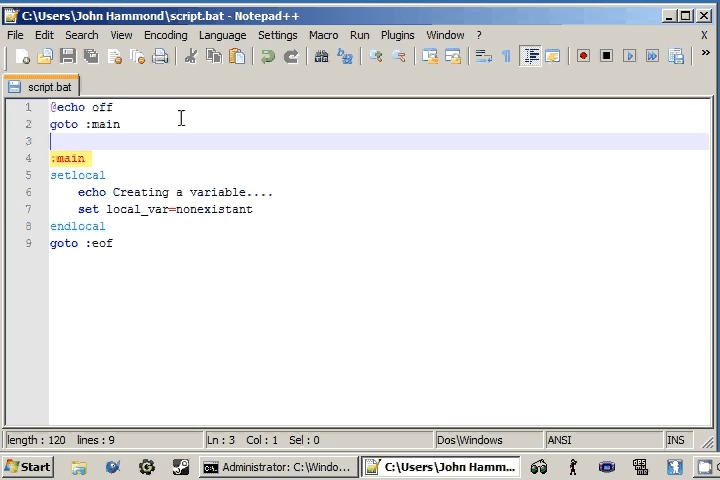 C:\Users\John Hammond\script.bat - Notepad++
File Edit Search View Encoding Language Settings Macro Run Plugins Window ? X
script.bat
1 @echo off
2 goto :main
3
4 :main
5 setlocal
6 echo Creating a variable....
7 set local_var=nonexistant
8 endlocal
9 goto :eof
length : 120 lines : 9 Ln : 3 Col : 1 Sel : 0 Dos\Windows ANSI INS
Start Administrator: C:\Windo... C:\Users\John Hamm...